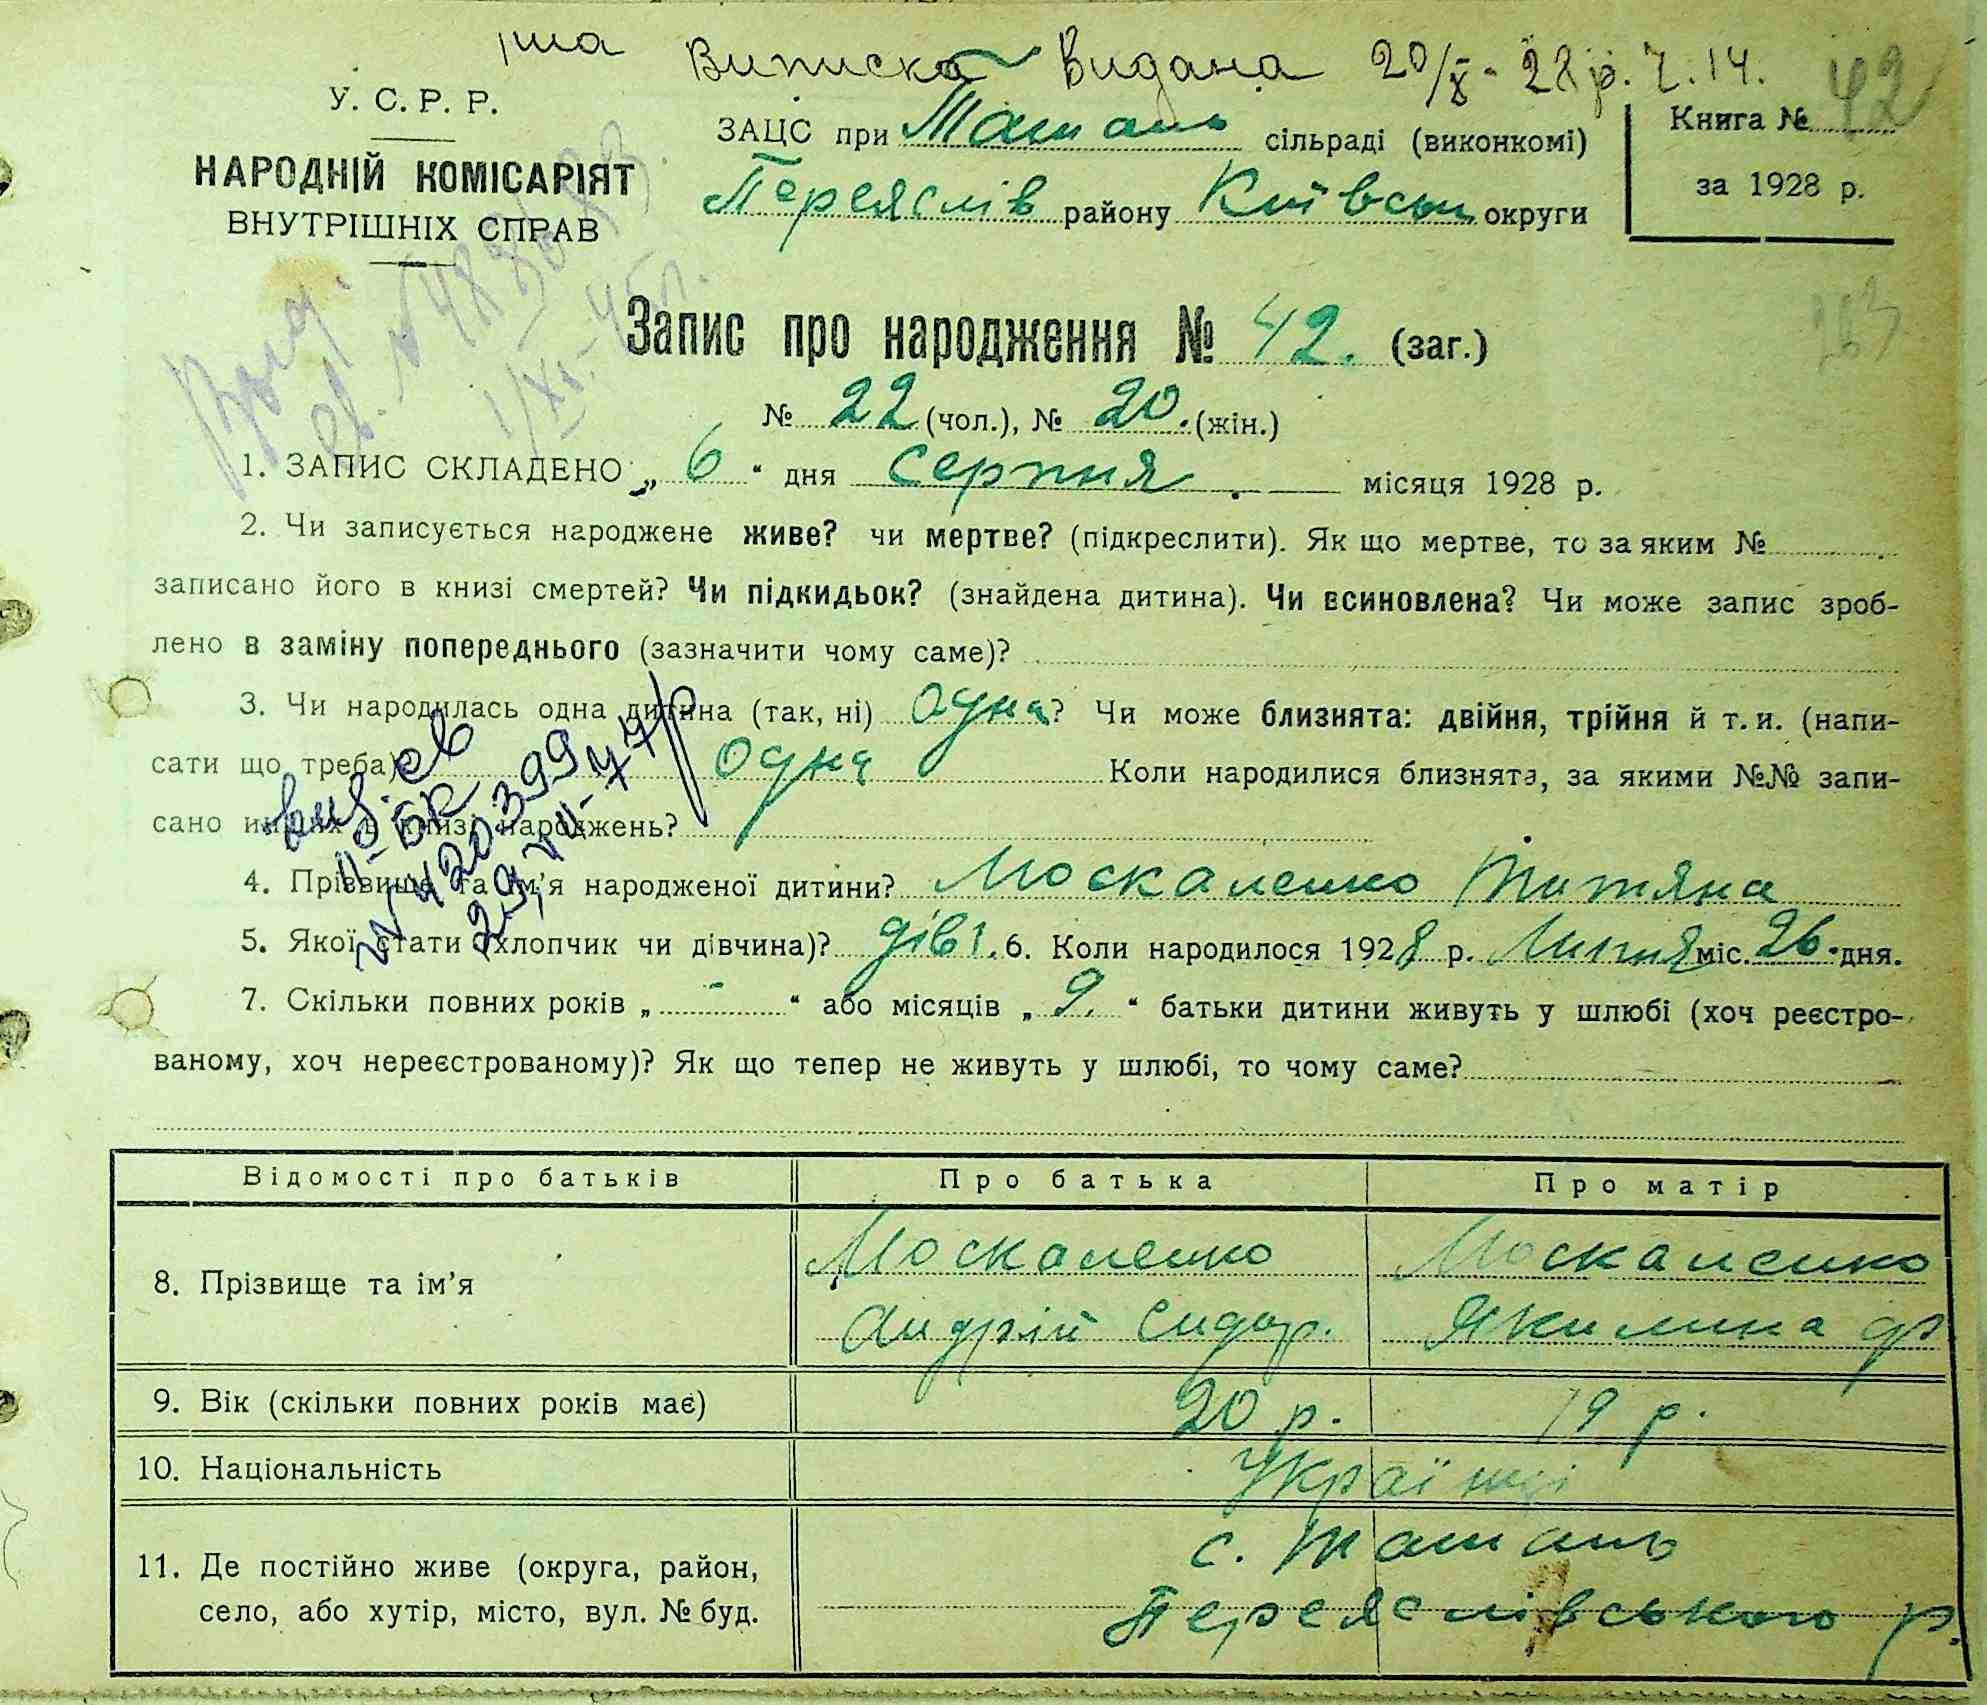 Виписка видана 20/X - 28 р. ч. 14.
42
У. С. Р. Р.
НАРОДНІЙ КОМІСАРІЯТ
ВНУТРІШНІХ СПРАВ
ЗАЦС при Ташань сільраді (виконкомі)
Переяслів району Київськ округи
Книга №
за 1928 р.
Запис про народження № 42. (заг.)
№ 22 (чол.), № 20. (жін.)
1. ЗАПИС СКЛАДЕНО „ 6 “ дня серпня місяця 1928 р.
2. Чи записується народжене живе? чи мертве? (підкреслити). Як що мертве, то за яким №
записано його в книзі смертей? Чи підкидьок? (знайдена дитина). Чи всиновлена? Чи може запис зроб-
лено в заміну попереднього (зазначити чому саме)?
3. Чи народилась одна дитина (так, ні) одна? Чи може близнята: двійня, трійня й т. и. (напи-
сати що треба) одна Коли народилися близнята, за якими №№ запи-
сано инших в книзі народжень?
4. Прізвище та ім’я народженої дитини? Москаленко Титяна
5. Якої стати (хлопчик чи дівчина)? дівч. 6. Коли народилося 1928 р. Липня міс. 26 дня.
7. Скільки повних років „ - “ або місяців „ 9. “ батьки дитини живуть у шлюбі (хоч реєстро-
ваному, хоч нереєстрованому)? Як що тепер не живуть у шлюбі, то чому саме?
Відомості про батьків Про батька Про матір
8. Прізвище та ім’я Москаленко Москаленко
Андрій Сидор. Якилина
9. Вік (скільки повних років має) 20 р. 19 р.
10. Національність Українці
11. Де постійно живе (округа, район, с. Ташань
село, або хутір, місто, вул. № буд. Переяслівського р.